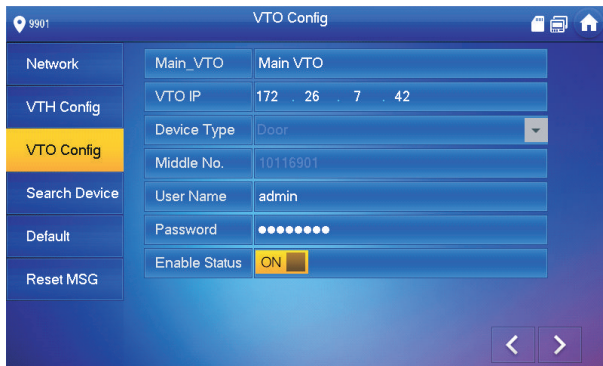 9901
VTO Config
Network
VTH Config
VTO Config
Search Device
Default
Reset MSG
Main_VTO Main VTO
VTO IP 172 . 26 . 7 . 42
Device Type Door
Middle No. 10116901
User Name admin
Password ●●●●●●●●
Enable Status ON